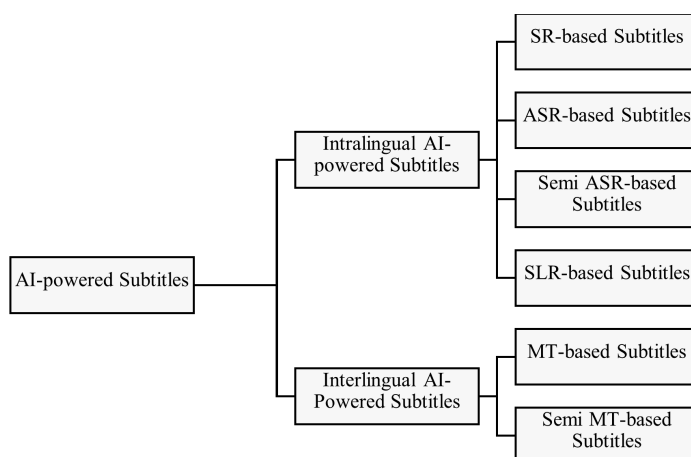 SR-based Subtitles
ASR-based Subtitles
Intralingual AI-
powered Subtitles
Semi ASR-based
Subtitles
AI-powered Subtitles
SLR-based Subtitles
MT-based Subtitles
Interlingual AI-
Powered Subtitles
Semi MT-based
Subtitles